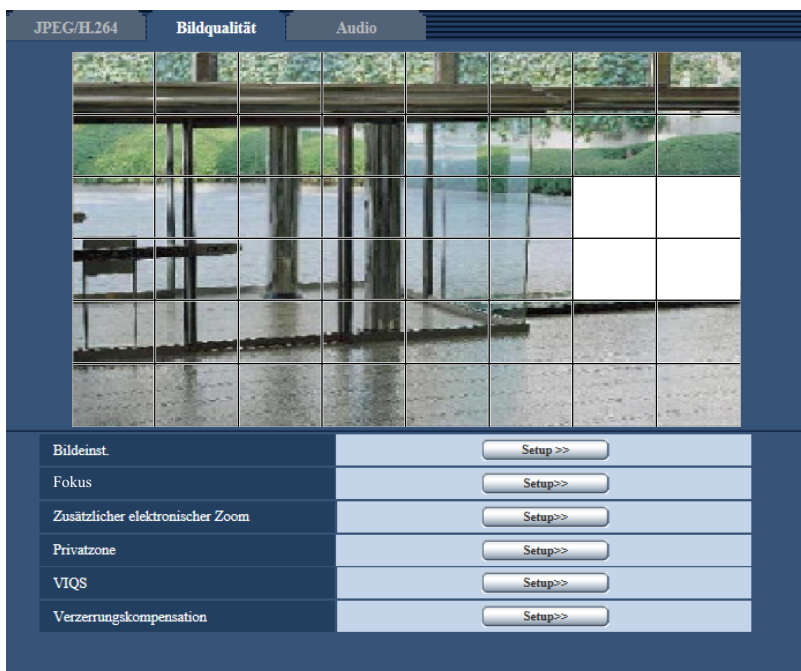 JPEG/H.264
Bildqualität
Audio
Bildeinst.
Setup >>
Fokus
Setup>>
Zusätzlicher elektronischer Zoom
Setup>>
Privatzone
Setup>>
VIQS
Setup>>
Verzerrungskompensation
Setup>>